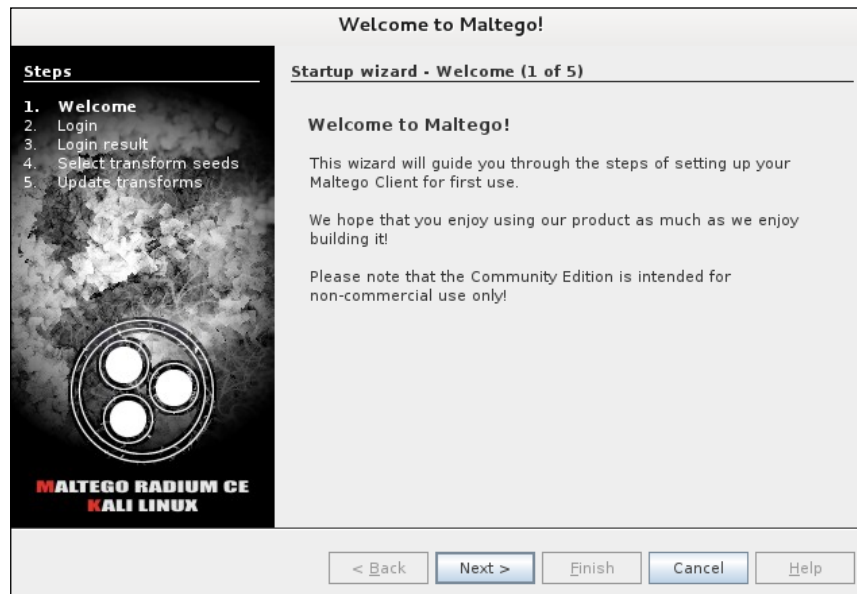 Welcome to Maltego!
Steps
1. Welcome
2. Login
3. Login result
4. Select transform seeds
5. Update transforms
MALTEGO RADIUM CE
KALI LINUX
Startup wizard - Welcome (1 of 5)
Welcome to Maltego!
This wizard will guide you through the steps of setting up your
Maltego Client for first use.
We hope that you enjoy using our product as much as we enjoy
building it!
Please note that the Community Edition is intended for
non-commercial use only!
< Back
Next >
Finish
Cancel
Help